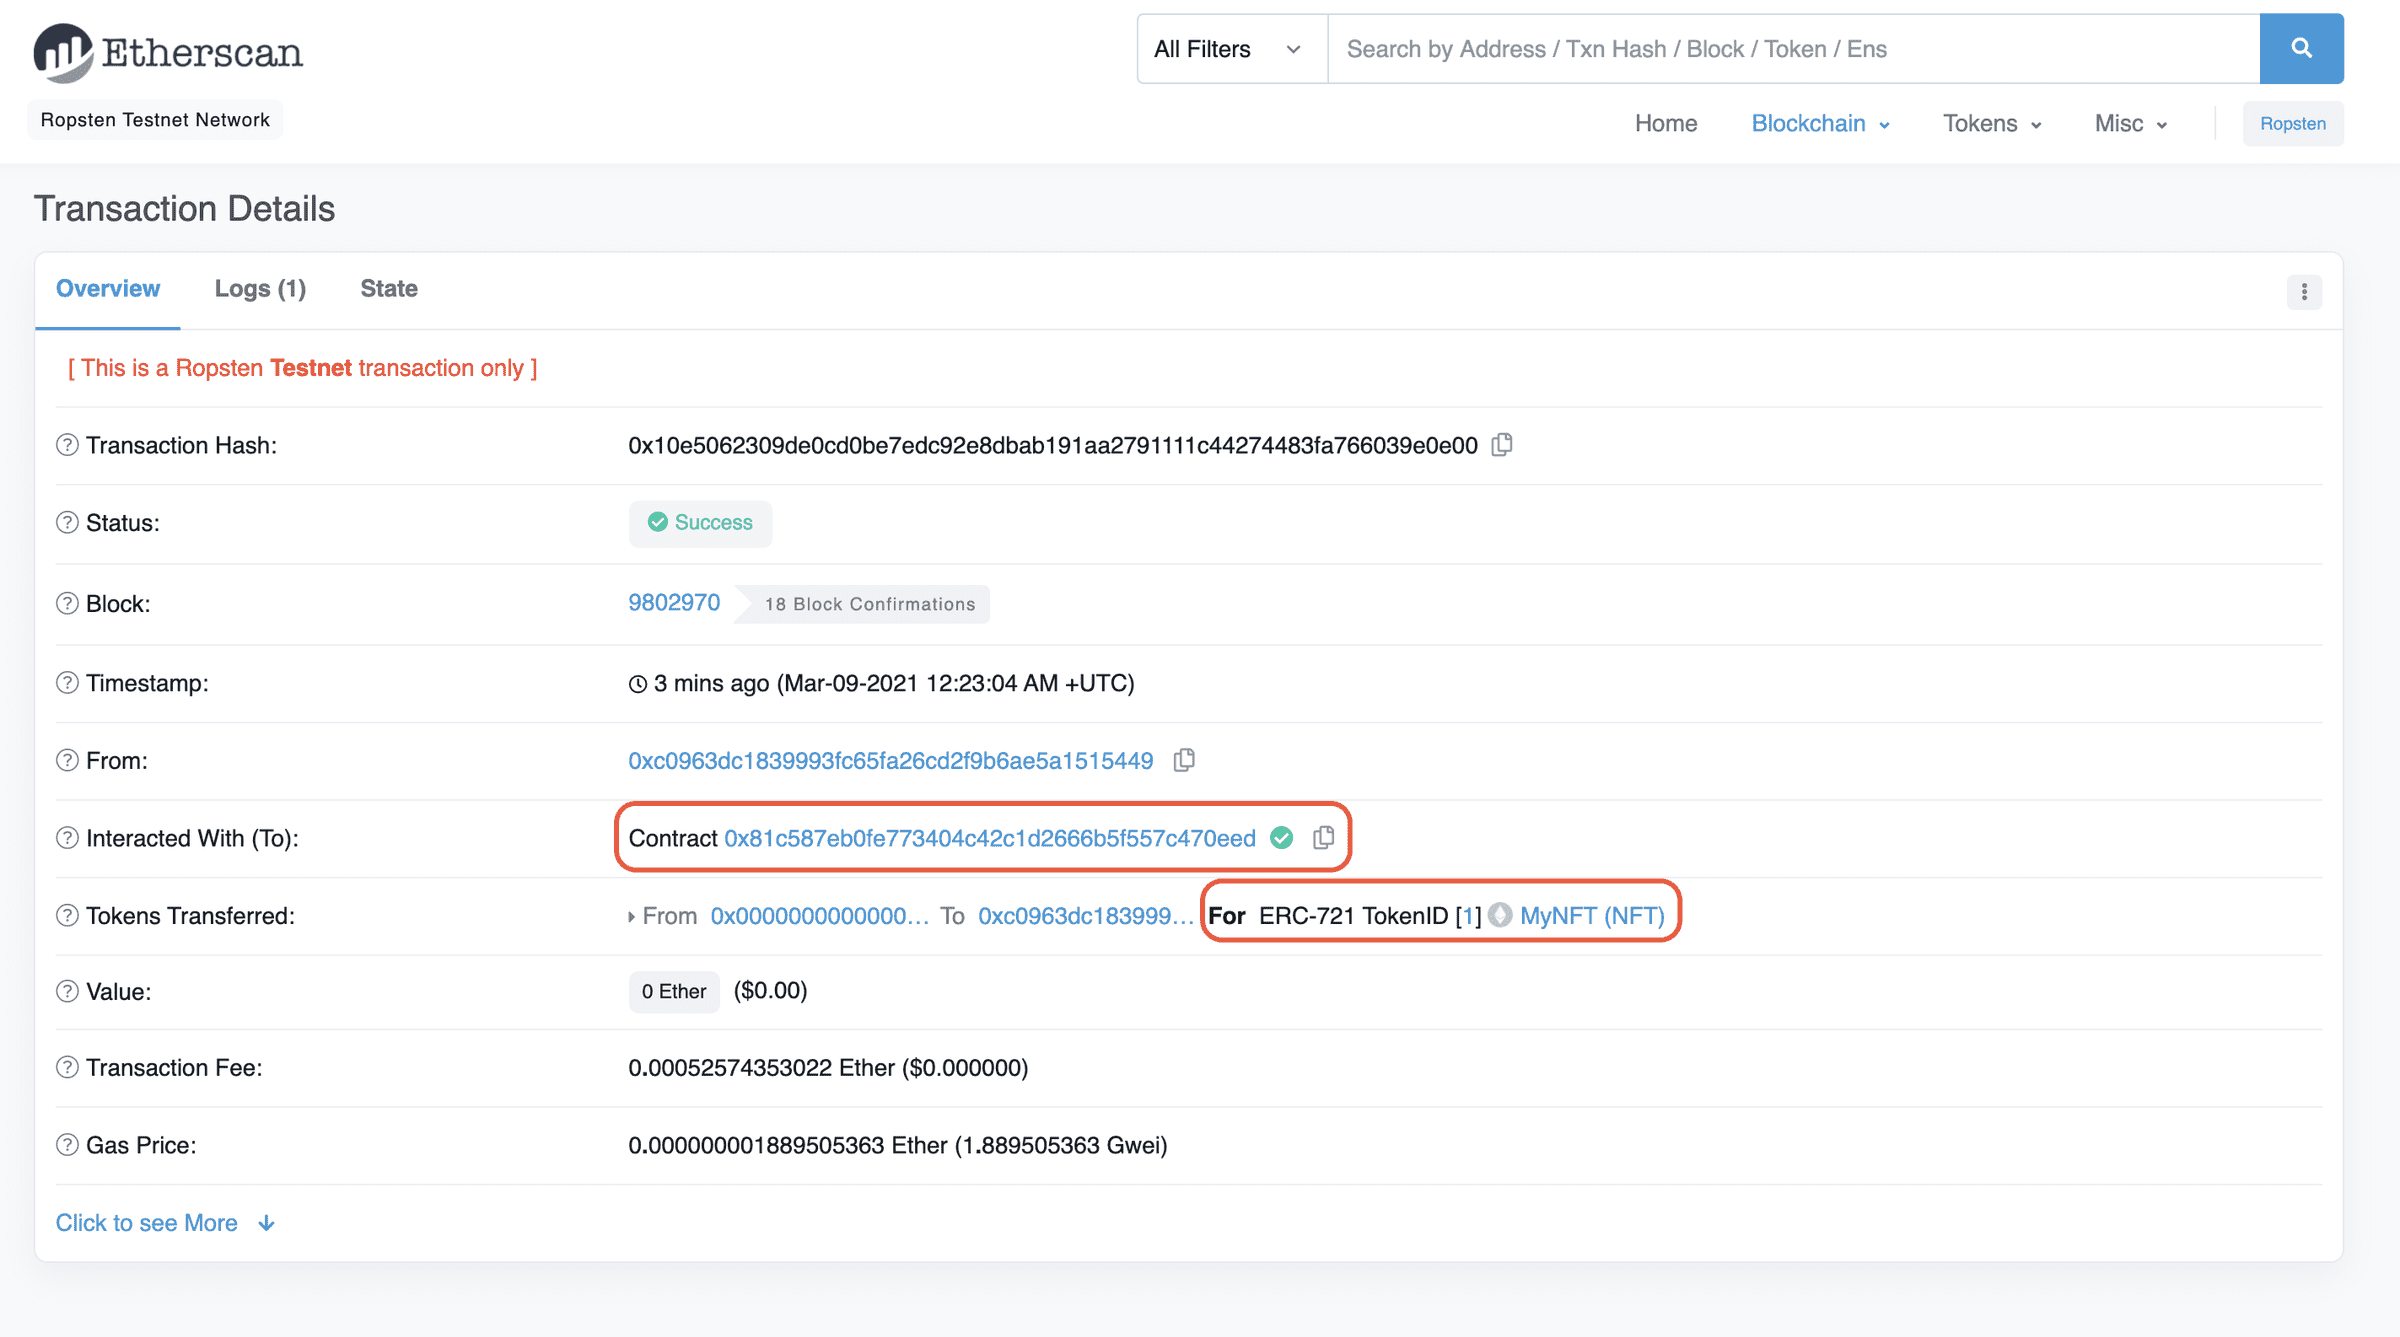 Etherscan
All Filters
Search by Address / Txn Hash / Block / Token / Ens
Ropsten Testnet Network
Home Blockchain Tokens Misc Ropsten
Transaction Details
Overview Logs (1) State
[ This is a Ropsten Testnet transaction only ]
Transaction Hash: 0x10e5062309de0cd0be7edc92e8dbab191aa2791111c44274483fa766039e0e00
Status: Success
Block: 9802970 18 Block Confirmations
Timestamp: 3 mins ago (Mar-09-2021 12:23:04 AM +UTC)
From: 0xc0963dc1839993fc65fa26cd2f9b6ae5a1515449
Interacted With (To): Contract 0x81c587eb0fe773404c42c1d2666b5f557c470eed
Tokens Transferred: From 0x0000000000000... To 0xc0963dc183999... For ERC-721 TokenID [1] MyNFT (NFT)
Value: 0 Ether ($0.00)
Transaction Fee: 0.00052574353022 Ether ($0.000000)
Gas Price: 0.000000001889505363 Ether (1.889505363 Gwei)
Click to see More